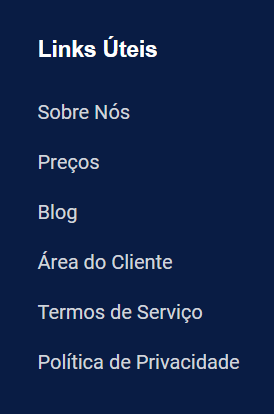 Links Úteis
Sobre Nós
Preços
Blog
Área do Cliente
Termos de Serviço
Política de Privacidade